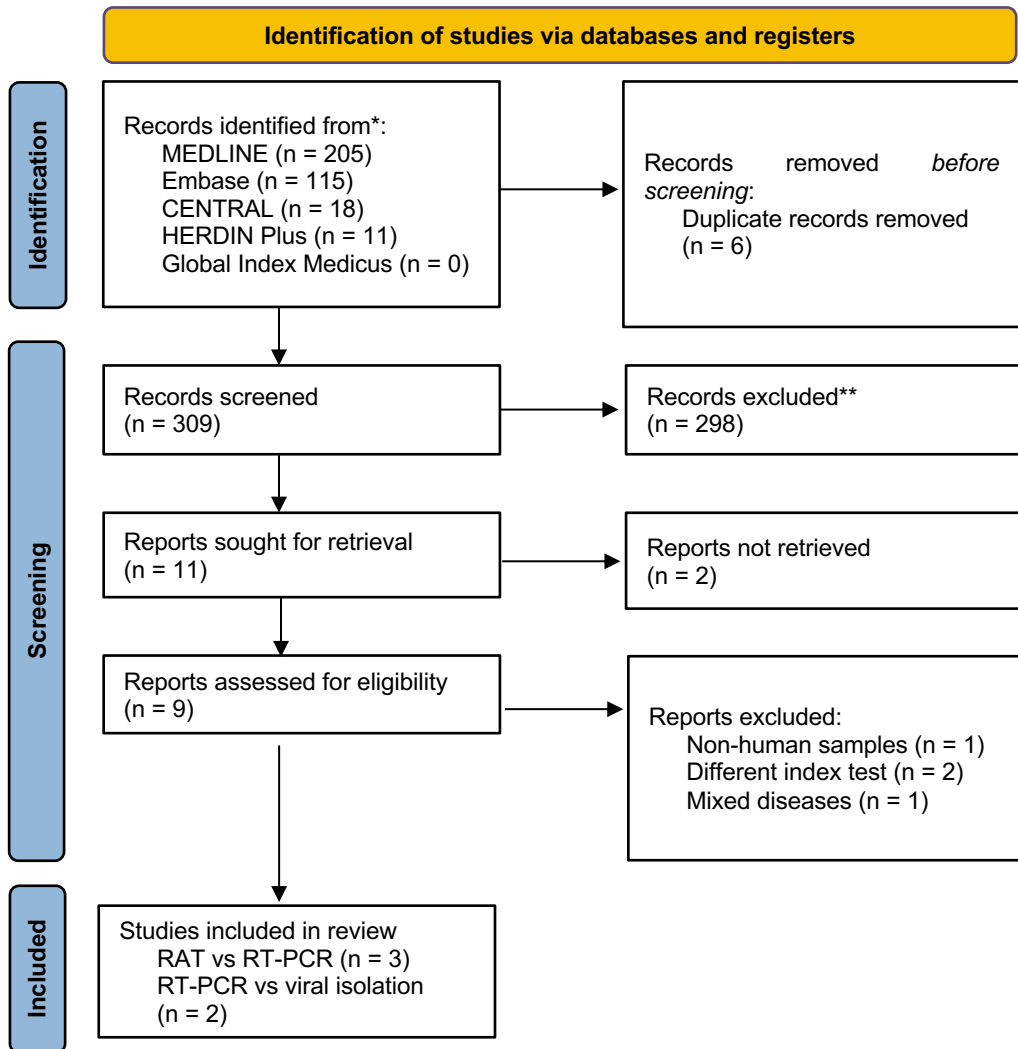 Identification of studies via databases and registers
Identification
Records identified from*:
MEDLINE (n = 205)
Embase (n = 115)
CENTRAL (n = 18)
HERDIN Plus (n = 11)
Global Index Medicus (n = 0)
Records removed before
screening:
Duplicate records removed
(n = 6)
Screening
Records screened
(n = 309)
Records excluded**
(n = 298)
Reports sought for retrieval
(n = 11)
Reports not retrieved
(n = 2)
Reports assessed for eligibility
(n = 9)
Reports excluded:
Non-human samples (n = 1)
Different index test (n = 2)
Mixed diseases (n = 1)
Included
Studies included in review
RAT vs RT-PCR (n = 3)
RT-PCR vs viral isolation
(n = 2)